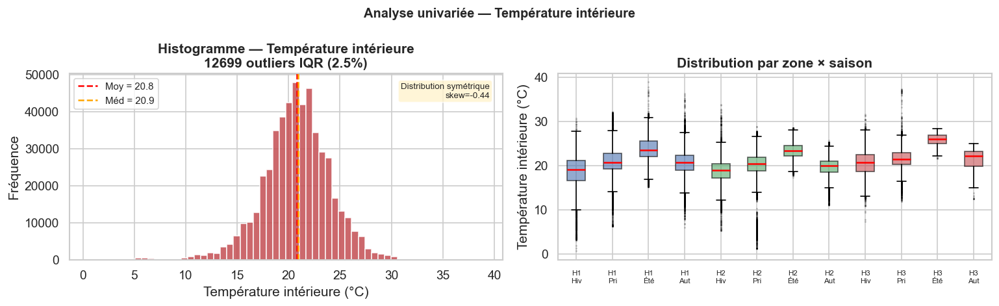 Analyse univariée — Température intérieure
Histogramme — Température intérieure
12699 outliers IQR (2.5%)
Moy = 20.8
Méd = 20.9
Distribution symétrique
skew=-0.44
Fréquence
50000
40000
30000
20000
10000
0
0 5 10 15 20 25 30 35 40
Température intérieure (°C)
Distribution par zone × saison
Température intérieure (°C)
40
30
20
10
0
H1 H1 H1 H1 H2 H2 H2 H2 H3 H3 H3 H3
Hiv Pri Été Aut Hiv Pri Été Aut Hiv Pri Été Aut